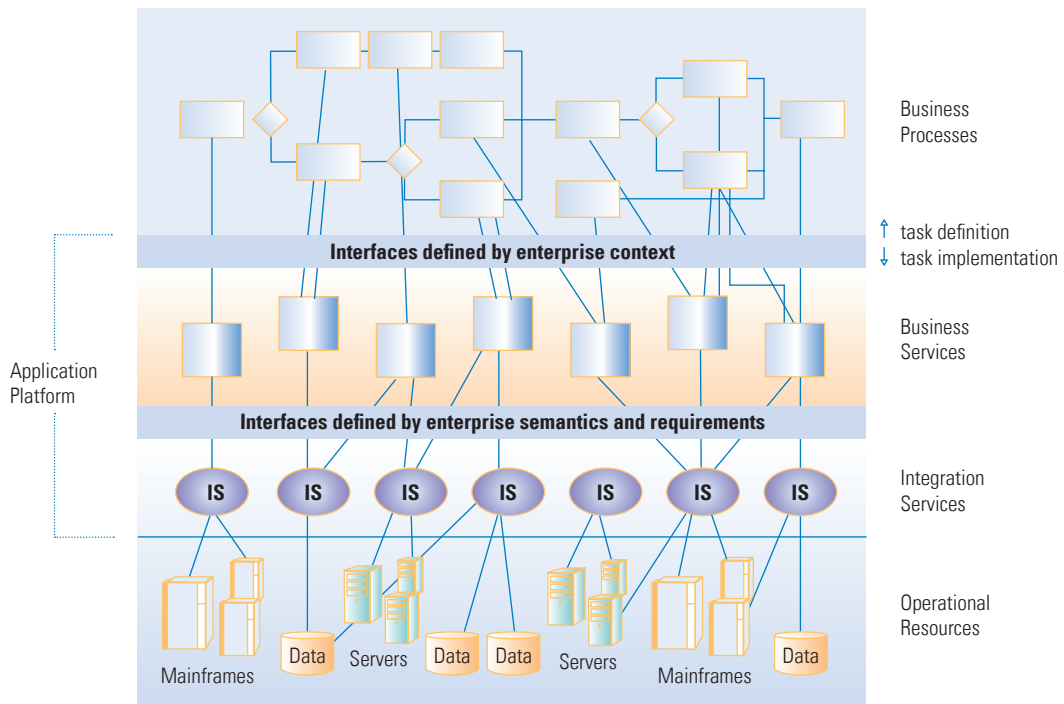 Business
Processes
↑ task definition
↓ task implementation
Interfaces defined by enterprise context
Business
Services
Application
Platform
Interfaces defined by enterprise semantics and requirements
IS IS IS IS IS IS IS
Integration
Services
Operational
Resources
Mainframes
Data
Servers
Data
Data
Servers
Mainframes
Data